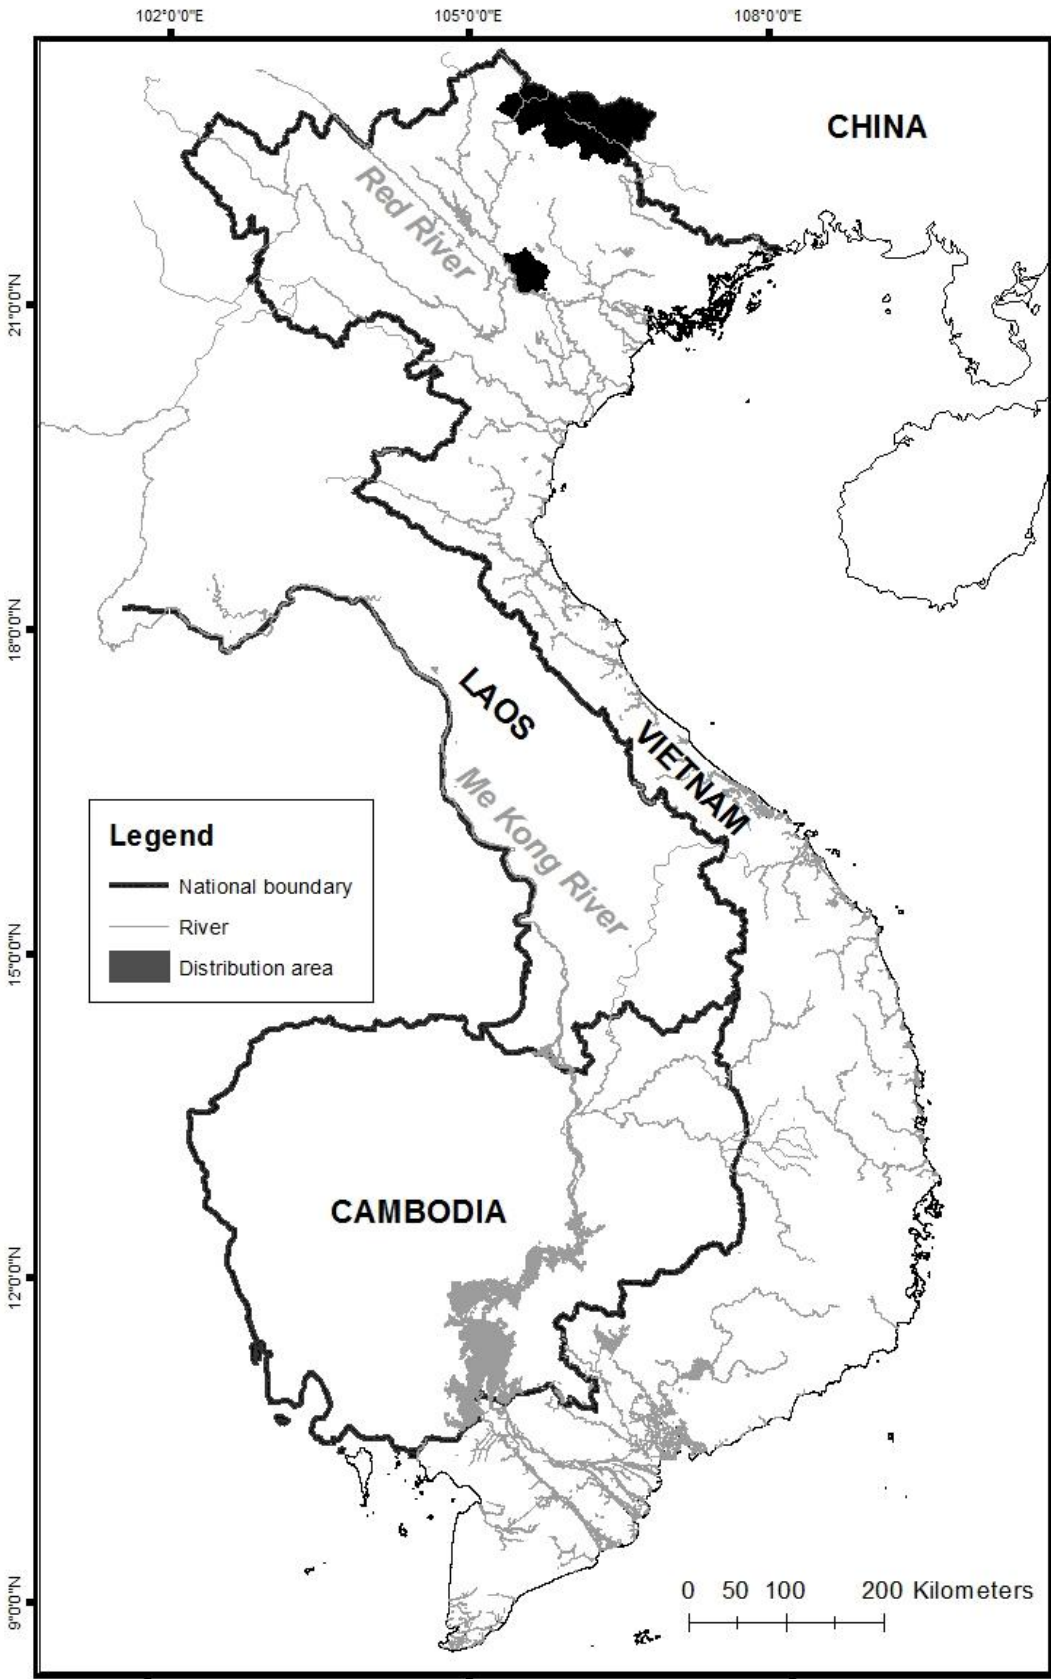 102°0'0"E 105°0'0"E 108°0'0"E
CHINA
Red River
21°0'0"N
18°0'0"N
LAOS
VIETNAM
Me Kong River
Legend
National boundary
River
Distribution area
15°0'0"N
CAMBODIA
12°0'0"N
9°0'0"N
0 50 100 200 Kilometers